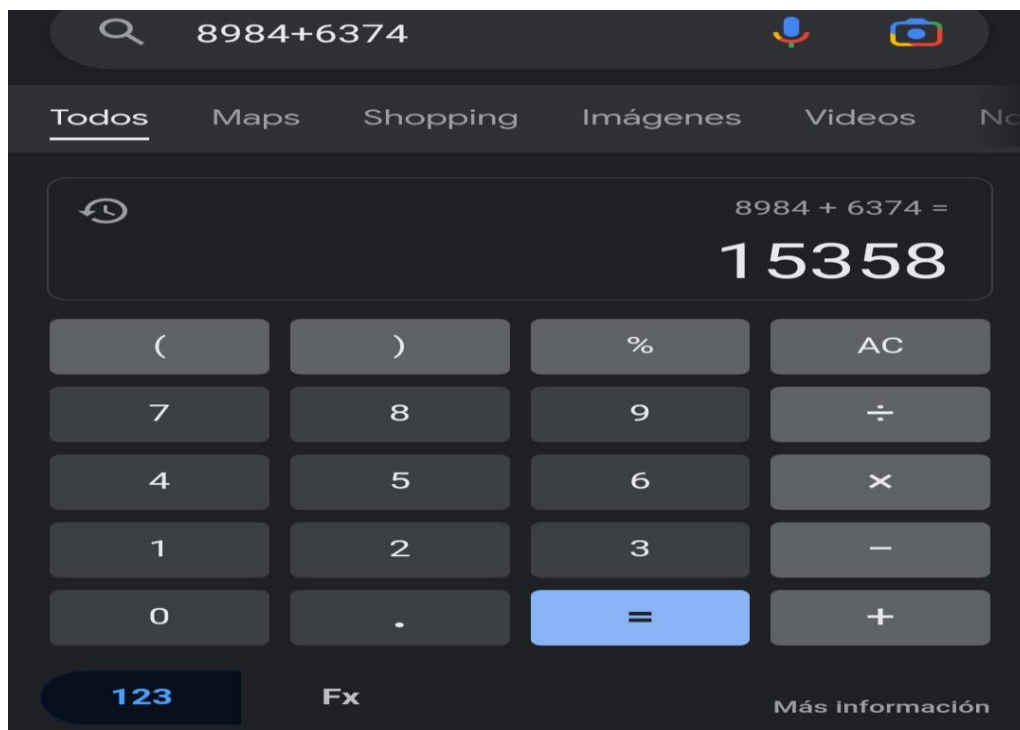 8984+6374
Todos Maps Shopping Imágenes Videos No
8984 + 6374 =
15358
( ) % AC
7 8 9 ÷
4 5 6 ×
1 2 3 −
0 . = +
123 Fx
Más información